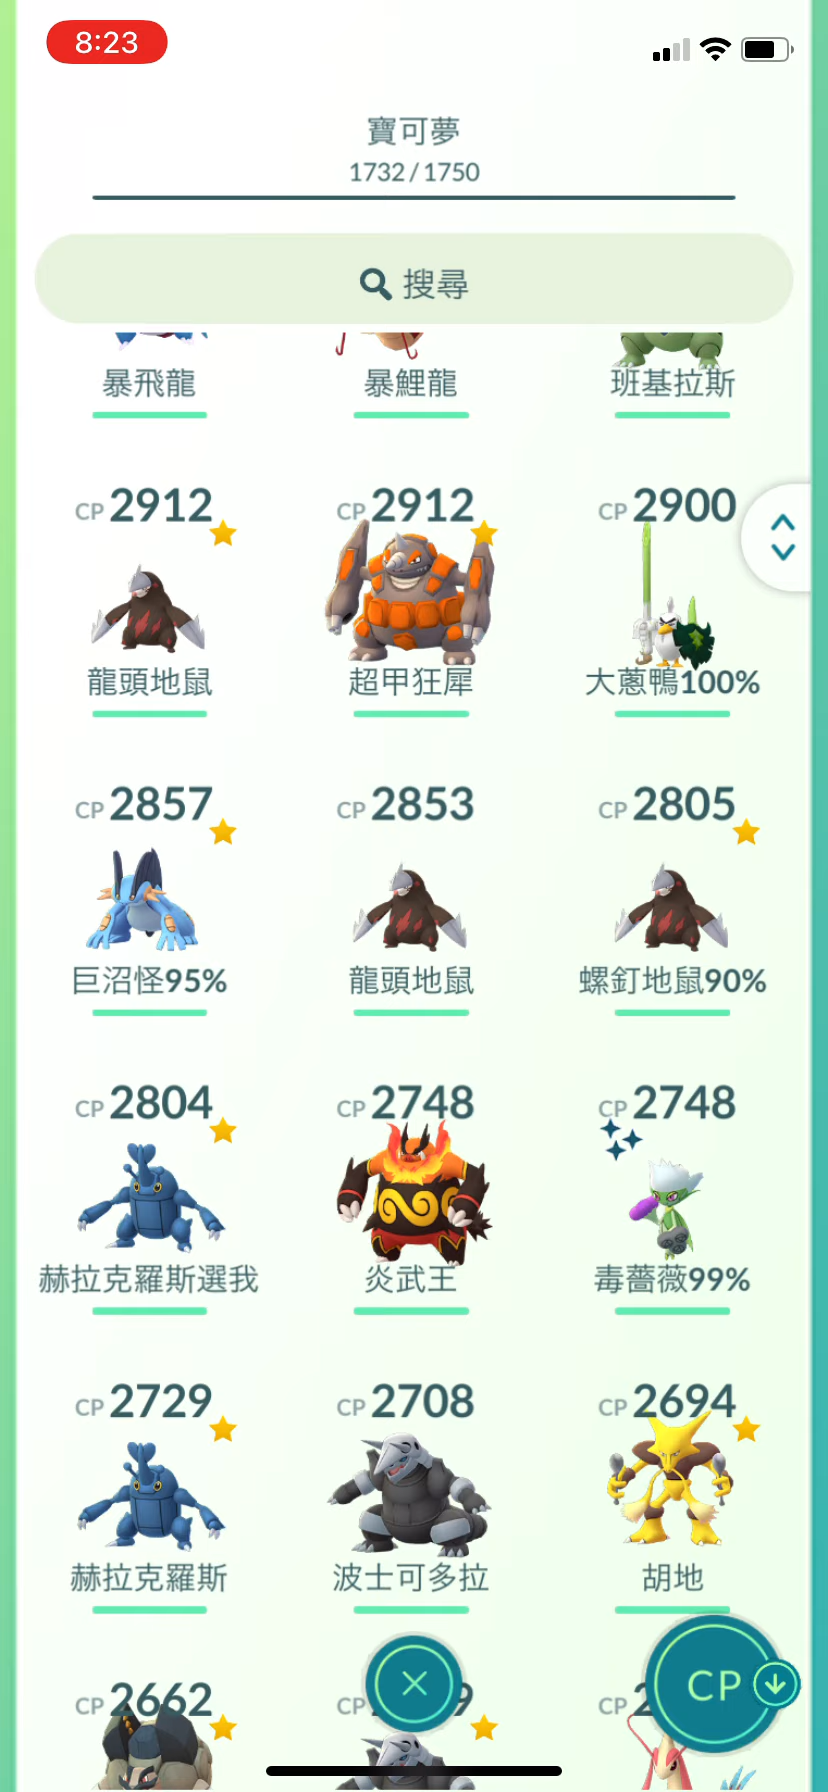 8:23
寶可夢
1732 / 1750
搜尋
暴飛龍 暴鯉龍 班基拉斯
CP 2912 CP 2912 CP 2900
龍頭地鼠 超甲狂犀 大蔥鴨100%
CP 2857 CP 2853 CP 2805
巨沼怪95% 龍頭地鼠 螺釘地鼠90%
CP 2804 CP 2748 CP 2748
赫拉克羅斯選我 炎武王 毒薔薇99%
CP 2729 CP 2708 CP 2694
赫拉克羅斯 波士可多拉 胡地
CP 2662 CP CP
CP